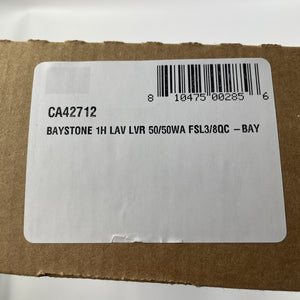 8 10475 00285 6
CA42712
BAYSTONE 1H LAV LVR 50/50WA FSL3/8QC –BAY